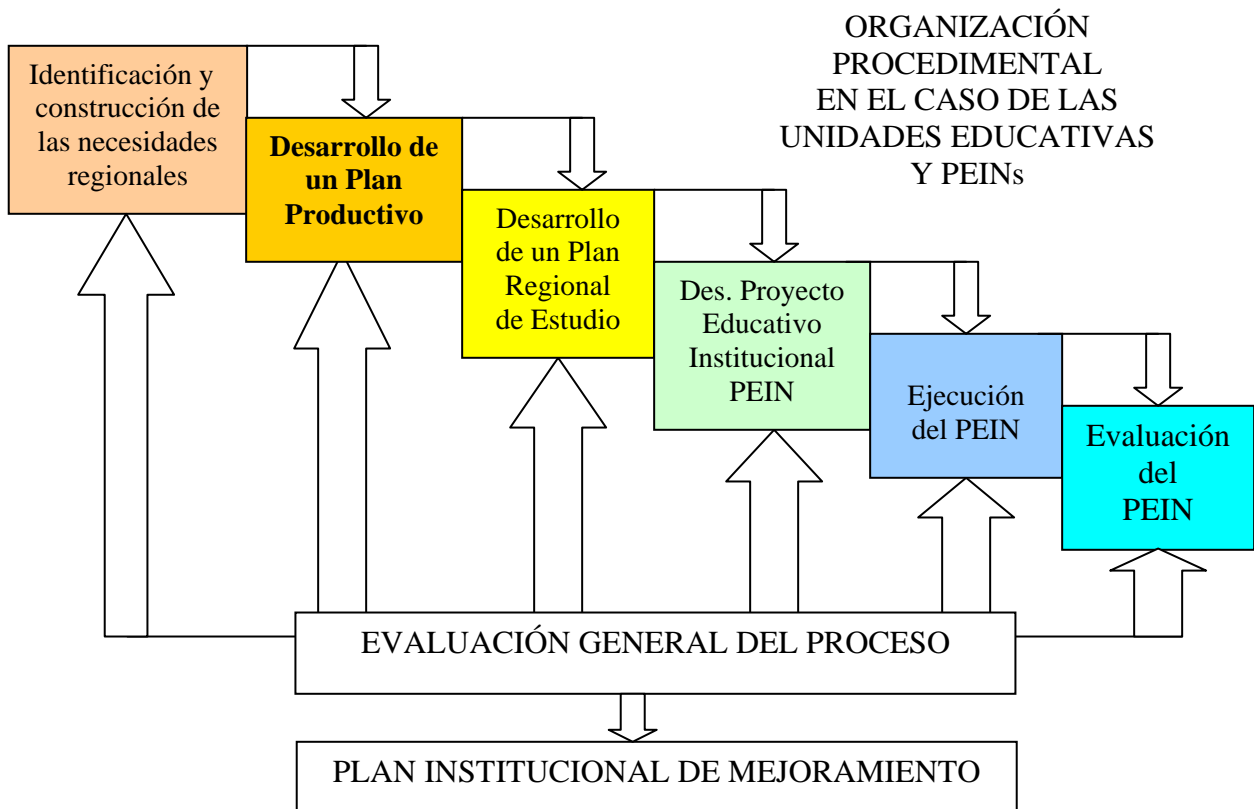 ORGANIZACIÓN
PROCEDIMENTAL
EN EL CASO DE LAS
UNIDADES EDUCATIVAS
Y PEINs
Identificación y
construcción de
las necesidades
regionales
Desarrollo de
un Plan
Productivo
Desarrollo
de un Plan
Regional
de Estudio
Des. Proyecto
Educativo
Institucional
PEIN
Ejecución
del PEIN
Evaluación
del
PEIN
EVALUACIÓN GENERAL DEL PROCESO
PLAN INSTITUCIONAL DE MEJORAMIENTO